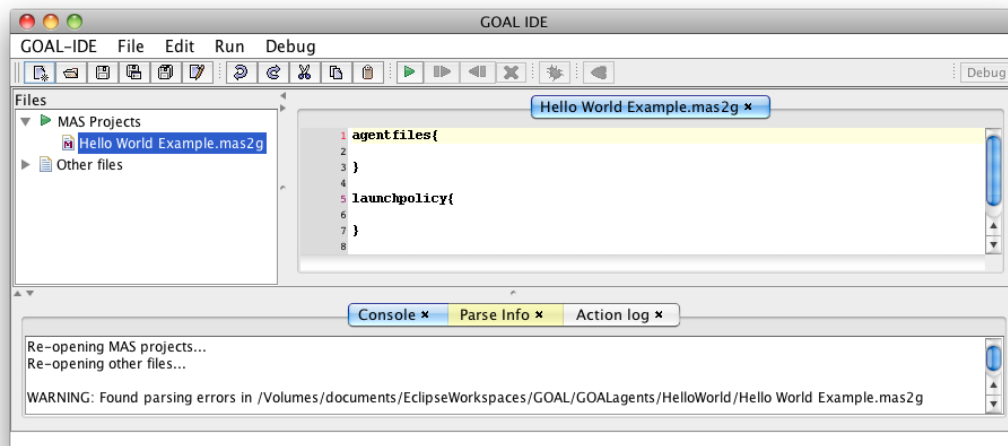 GOAL IDE
GOAL-IDE File Edit Run Debug
Debug
Files
MAS Projects
Hello World Example.mas2g
Other files
Hello World Example.mas2g ×
1 agentfiles{
2
3 }
4
5 launchpolicy{
6
7 }
8
Console × Parse Info × Action log ×
Re-opening MAS projects...
Re-opening other files...
WARNING: Found parsing errors in /Volumes/documents/EclipseWorkspaces/GOAL/GOALagents/HelloWorld/Hello World Example.mas2g